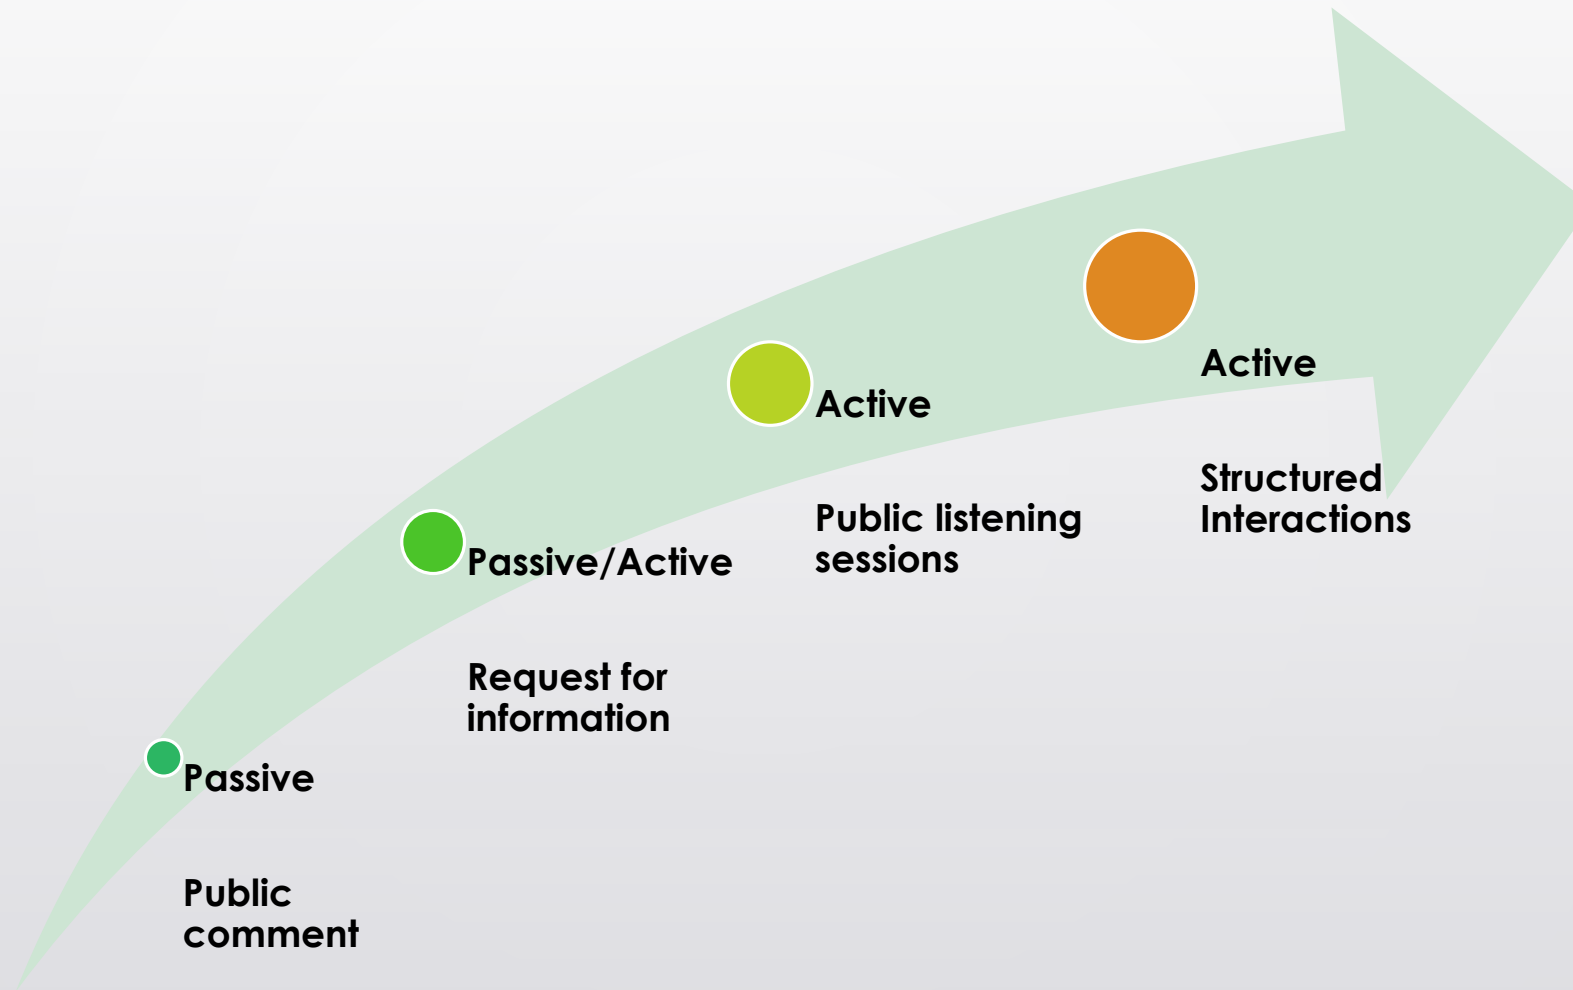 Passive
Public
comment
Passive/Active
Request for
information
Active
Public listening
sessions
Active
Structured
Interactions